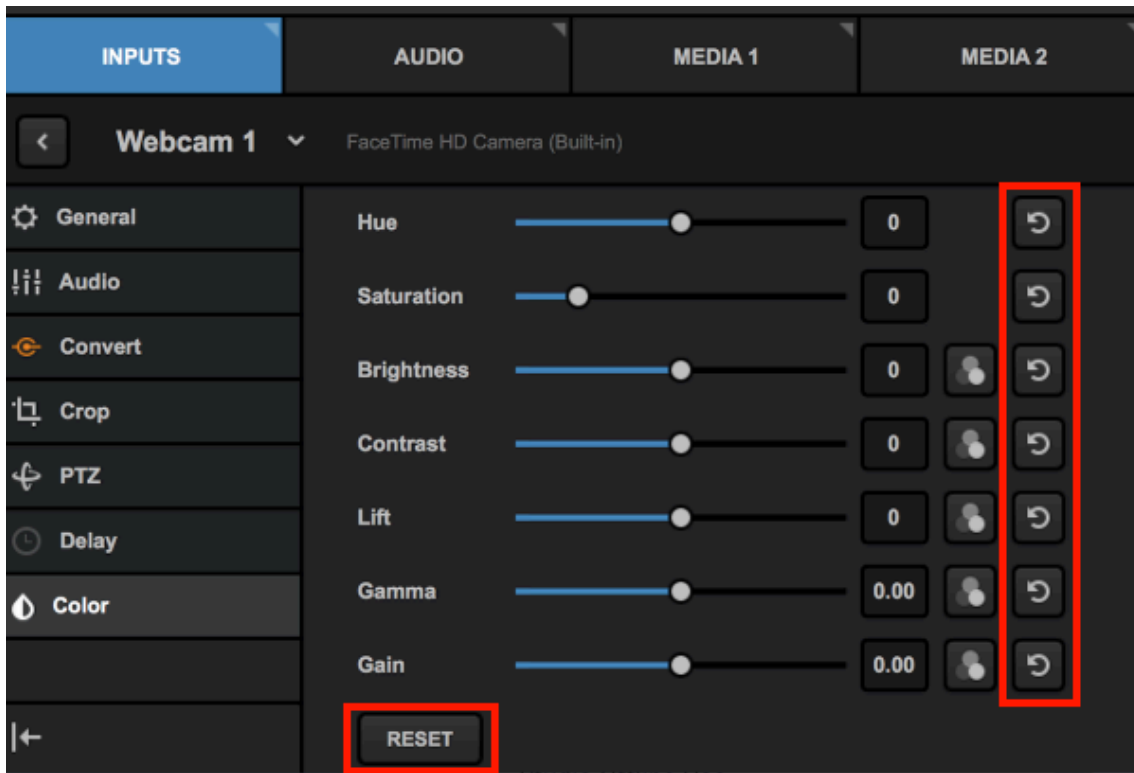 INPUTS AUDIO MEDIA 1 MEDIA 2
Webcam 1 FaceTime HD Camera (Built-in)
General
Audio
Convert
Crop
PTZ
Delay
Color
Hue 0
Saturation 0
Brightness 0
Contrast 0
Lift 0
Gamma 0.00
Gain 0.00
RESET